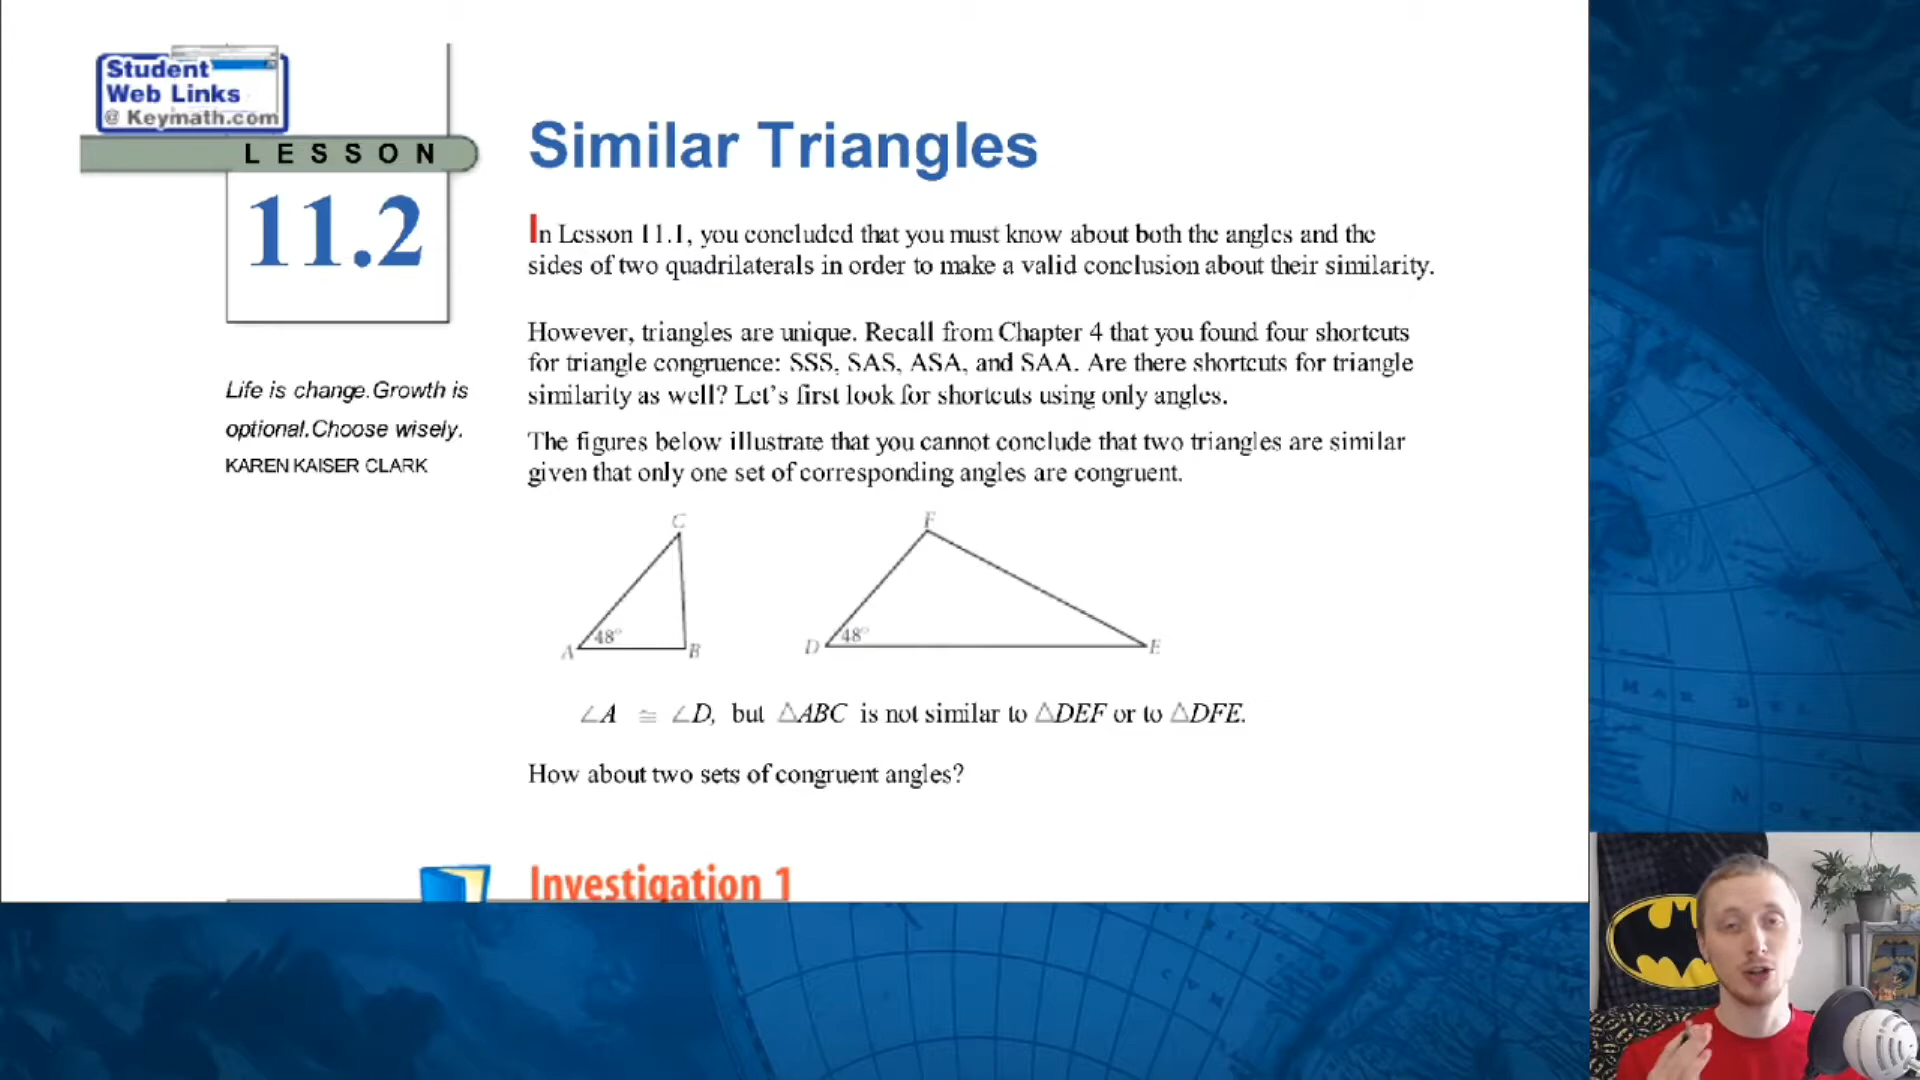 Student
Web Links
@ Keymath.com
LESSON
11.2
Similar Triangles
In Lesson 11.1, you concluded that you must know about both the angles and the
sides of two quadrilaterals in order to make a valid conclusion about their similarity.
However, triangles are unique. Recall from Chapter 4 that you found four shortcuts
for triangle congruence: SSS, SAS, ASA, and SAA. Are there shortcuts for triangle
similarity as well? Let's first look for shortcuts using only angles.
Life is change.Growth is
optional.Choose wisely.
KAREN KAISER CLARK
The figures below illustrate that you cannot conclude that two triangles are similar
given that only one set of corresponding angles are congruent.
C
F
48°
48°
A
B
D
E
∠A ≅ ∠D, but △ABC is not similar to △DEF or to △DFE.
How about two sets of congruent angles?
Investigation 1
MAR DEL